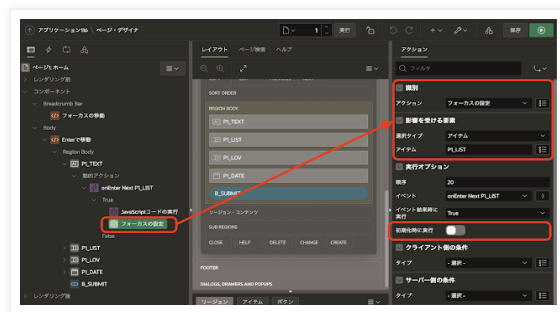 アプリケーション116 \ ページ・デザイナ
1
実行
保存
ページ1: ホーム
レンダリング前
コンポーネント
Breadcrumb Bar
フォーカスの移動
Body
Enterで移動
Region Body
P1_TEXT
動的アクション
onEnter Next P1_LIST
True
JavaScriptコードの実行
フォーカスの設定
False
P1_LIST
P1_LOV
P1_DATE
B_SUBMIT
レンダリング後
レイアウト
ページ検索
ヘルプ
SORT ORDER
REGION BODY
P1_TEXT
P1_LIST
P1_LOV
P1_DATE
B_SUBMIT
リージョン・コンテンツ
SUB REGIONS
CLOSE
HELP
DELETE
CHANGE
CREATE
FOOTER
DIALOGS, DRAWERS AND POPUPS
リージョン
アイテム
ボタン
アクション
フィルタ
識別
アクション
フォーカスの設定
影響を受ける要素
選択タイプ
アイテム
アイテム
P1_LIST
実行オプション
順序
20
イベント
onEnter Next P1_LIST
イベント結果時に
実行
True
初期化時に実行
クライアント側の条件
タイプ
- 選択 -
サーバー側の条件
タイプ
- 選択 -